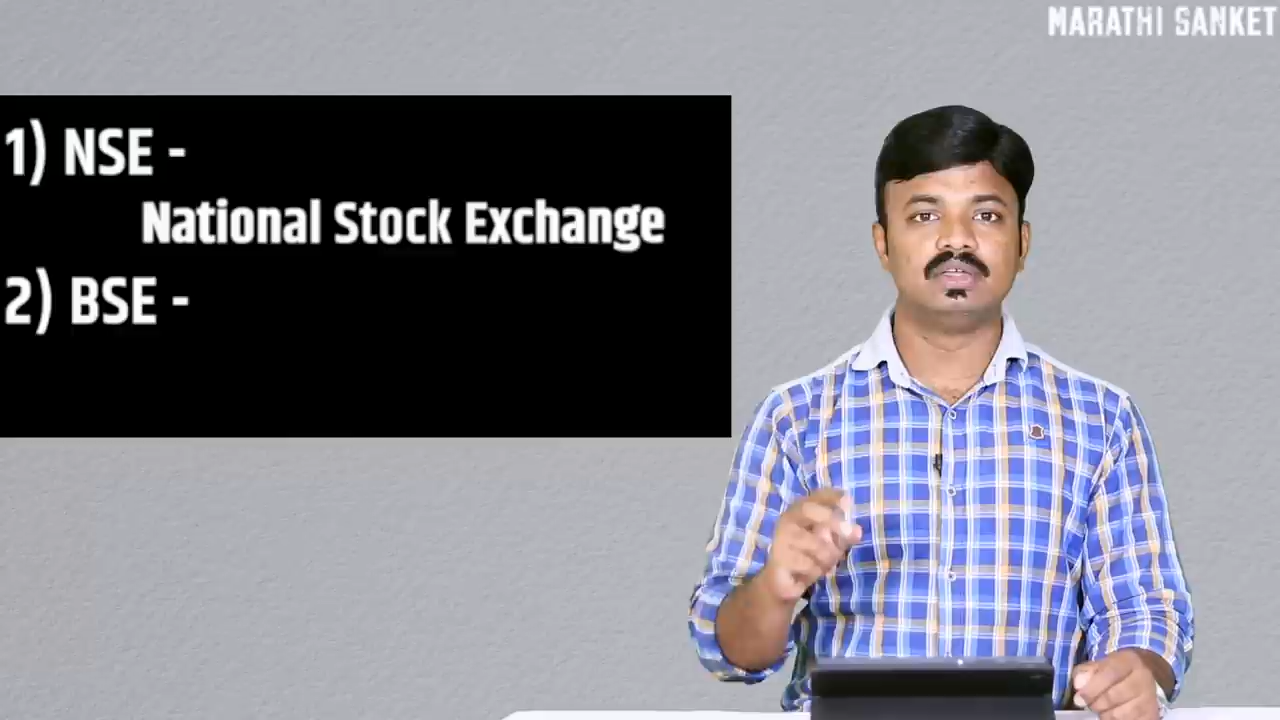 MARATHI SANKET
1) NSE -
National Stock Exchange
2) BSE -